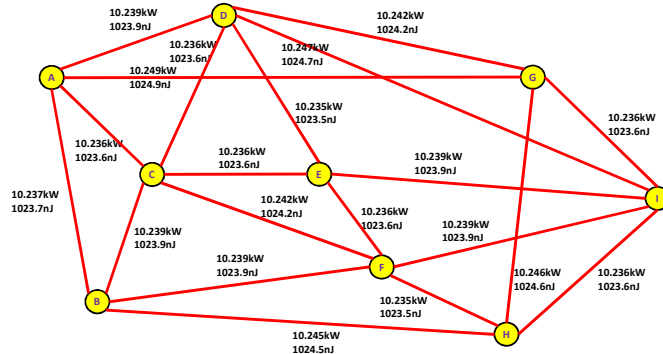 10.239kW
1023.9nJ
D
10.242kW
1024.2nJ
10.236kW
1023.6nJ
10.247kW
1024.7nJ
A
10.249kW
1024.9nJ
G
10.235kW
1023.5nJ
10.236kW
1023.6nJ
10.236kW
1023.6nJ
10.236kW
1023.6nJ
10.239kW
1023.9nJ
C
E
10.237kW
1023.7nJ
10.242kW
1024.2nJ
I
10.239kW
1023.9nJ
10.236kW
1023.6nJ
10.239kW
1023.9nJ
10.239kW
1023.9nJ
F
10.246kW
1024.6nJ
10.236kW
1023.6nJ
B
10.235kW
1023.5nJ
H
10.245kW
1024.5nJ